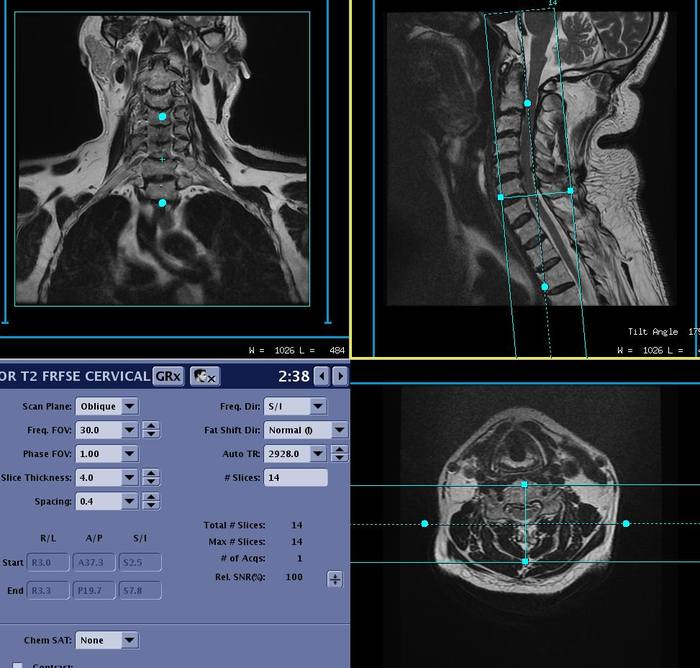 14
W = 1026 L = 484
Tilt Angle 17
W = 1026 L =
OR T2 FRFSE CERVICAL GRx x 2:38
Scan Plane: Oblique Freq. Dir: S/I
Freq. FOV: 30.0 Fat Shift Dir: Normal (I)
Phase FOV: 1.00 Auto TR: 2928.0
Slice Thickness: 4.0 # Slices: 14
Spacing: 0.4
Total # Slices: 14
R/L A/P S/I Max # Slices: 14
# of Acqs: 1
Start R3.0 A37.3 S2.5 Rel. SNR(%): 100
End R3.3 P19.7 S7.8
Chem SAT: None
Contrast: